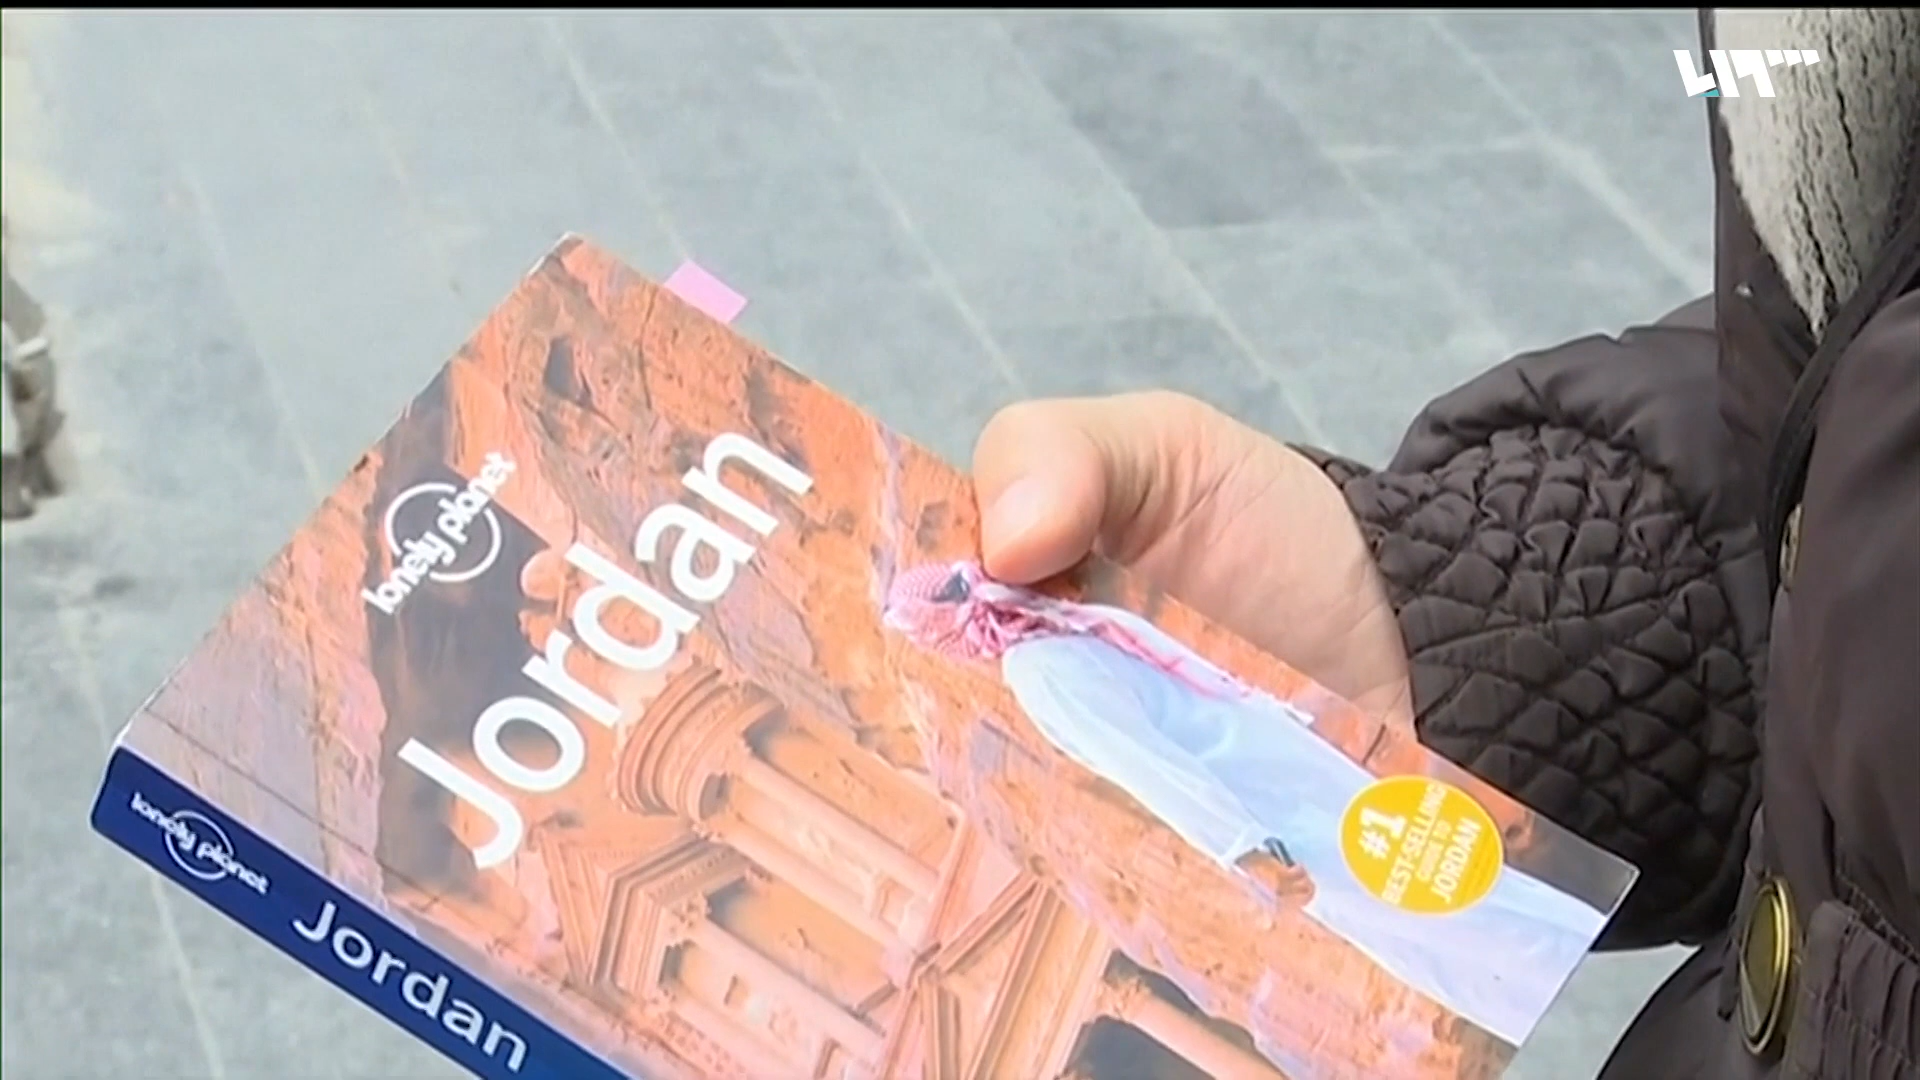 lonely planet
Jordan
#1
BEST-SELLING
GUIDE TO
JORDAN
lonely planet
Jordan